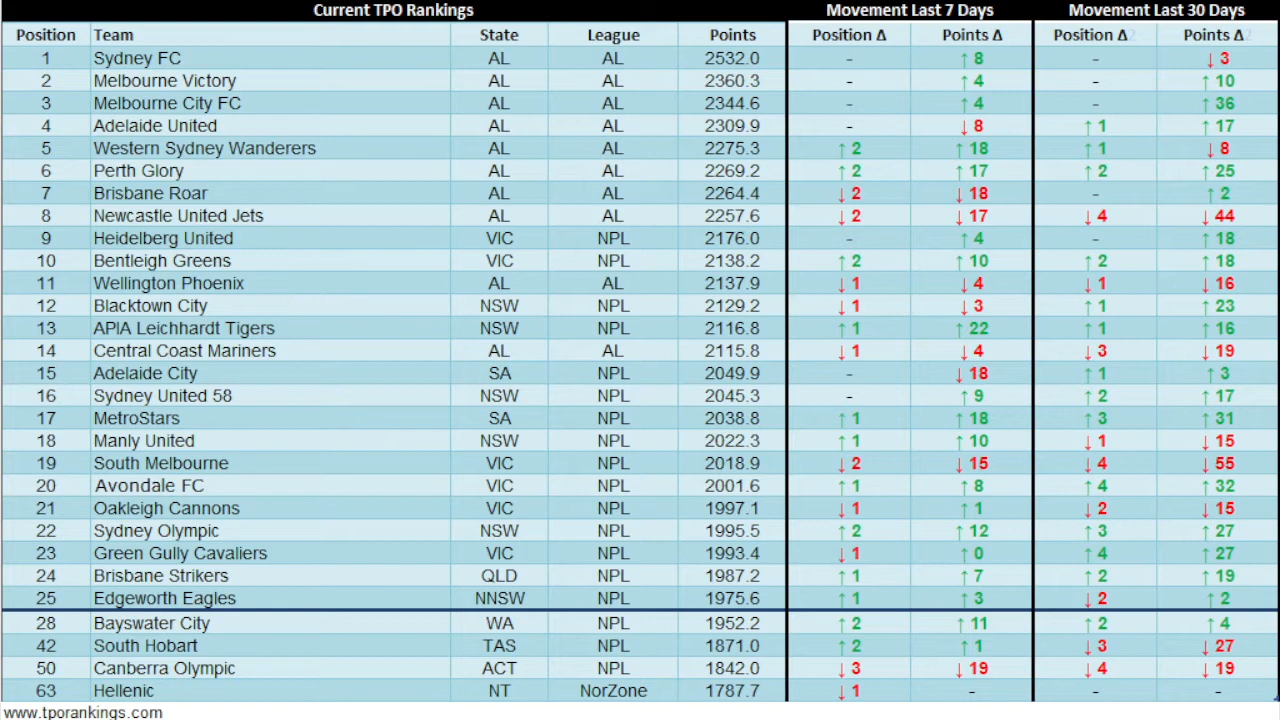 Current TPO Rankings Movement Last 7 Days Movement Last 30 Days
Position Team State League Points Position Δ Points Δ Position Δ Points Δ
1 Sydney FC AL AL 2532.0 - ↑ 8 - ↓ 3
2 Melbourne Victory AL AL 2360.3 - ↑ 4 - ↑ 10
3 Melbourne City FC AL AL 2344.6 - ↑ 4 - ↑ 36
4 Adelaide United AL AL 2309.9 - ↓ 8 ↑ 1 ↑ 17
5 Western Sydney Wanderers AL AL 2275.3 ↑ 2 ↑ 18 ↑ 1 ↓ 8
6 Perth Glory AL AL 2269.2 ↑ 2 ↑ 17 ↑ 2 ↑ 25
7 Brisbane Roar AL AL 2264.4 ↓ 2 ↓ 18 - ↑ 2
8 Newcastle United Jets AL AL 2257.6 ↓ 2 ↓ 17 ↓ 4 ↓ 44
9 Heidelberg United VIC NPL 2176.0 - ↑ 4 - ↑ 18
10 Bentleigh Greens VIC NPL 2138.2 ↑ 2 ↑ 10 ↑ 2 ↑ 18
11 Wellington Phoenix AL AL 2137.9 ↓ 1 ↓ 4 ↓ 1 ↓ 16
12 Blacktown City NSW NPL 2129.2 ↓ 1 ↓ 3 ↑ 1 ↑ 23
13 APIA Leichhardt Tigers NSW NPL 2116.8 ↑ 1 ↑ 22 ↑ 1 ↑ 16
14 Central Coast Mariners AL AL 2115.8 ↓ 1 ↓ 4 ↓ 3 ↓ 19
15 Adelaide City SA NPL 2049.9 - ↓ 18 ↑ 1 ↑ 3
16 Sydney United 58 NSW NPL 2045.3 - ↑ 9 ↑ 2 ↑ 17
17 MetroStars SA NPL 2038.8 ↑ 1 ↑ 18 ↑ 3 ↑ 31
18 Manly United NSW NPL 2022.3 ↑ 1 ↑ 10 ↓ 1 ↓ 15
19 South Melbourne VIC NPL 2018.9 ↓ 2 ↓ 15 ↓ 4 ↓ 55
20 Avondale FC VIC NPL 2001.6 ↑ 1 ↑ 8 ↑ 4 ↑ 32
21 Oakleigh Cannons VIC NPL 1997.1 ↓ 1 ↑ 1 ↓ 2 ↓ 15
22 Sydney Olympic NSW NPL 1995.5 ↑ 2 ↑ 12 ↑ 3 ↑ 27
23 Green Gully Cavaliers VIC NPL 1993.4 ↓ 1 ↑ 0 ↑ 4 ↑ 27
24 Brisbane Strikers QLD NPL 1987.2 ↑ 1 ↑ 7 ↑ 2 ↑ 19
25 Edgeworth Eagles NNSW NPL 1975.6 ↑ 1 ↑ 3 ↓ 2 ↑ 2
28 Bayswater City WA NPL 1952.2 ↑ 2 ↑ 11 ↑ 2 ↑ 4
42 South Hobart TAS NPL 1871.0 ↑ 2 ↑ 1 ↓ 3 ↓ 27
50 Canberra Olympic ACT NPL 1842.0 ↓ 3 ↓ 19 ↓ 4 ↓ 19
63 Hellenic NT NorZone 1787.7 ↓ 1 - - -
www.tporankings.com